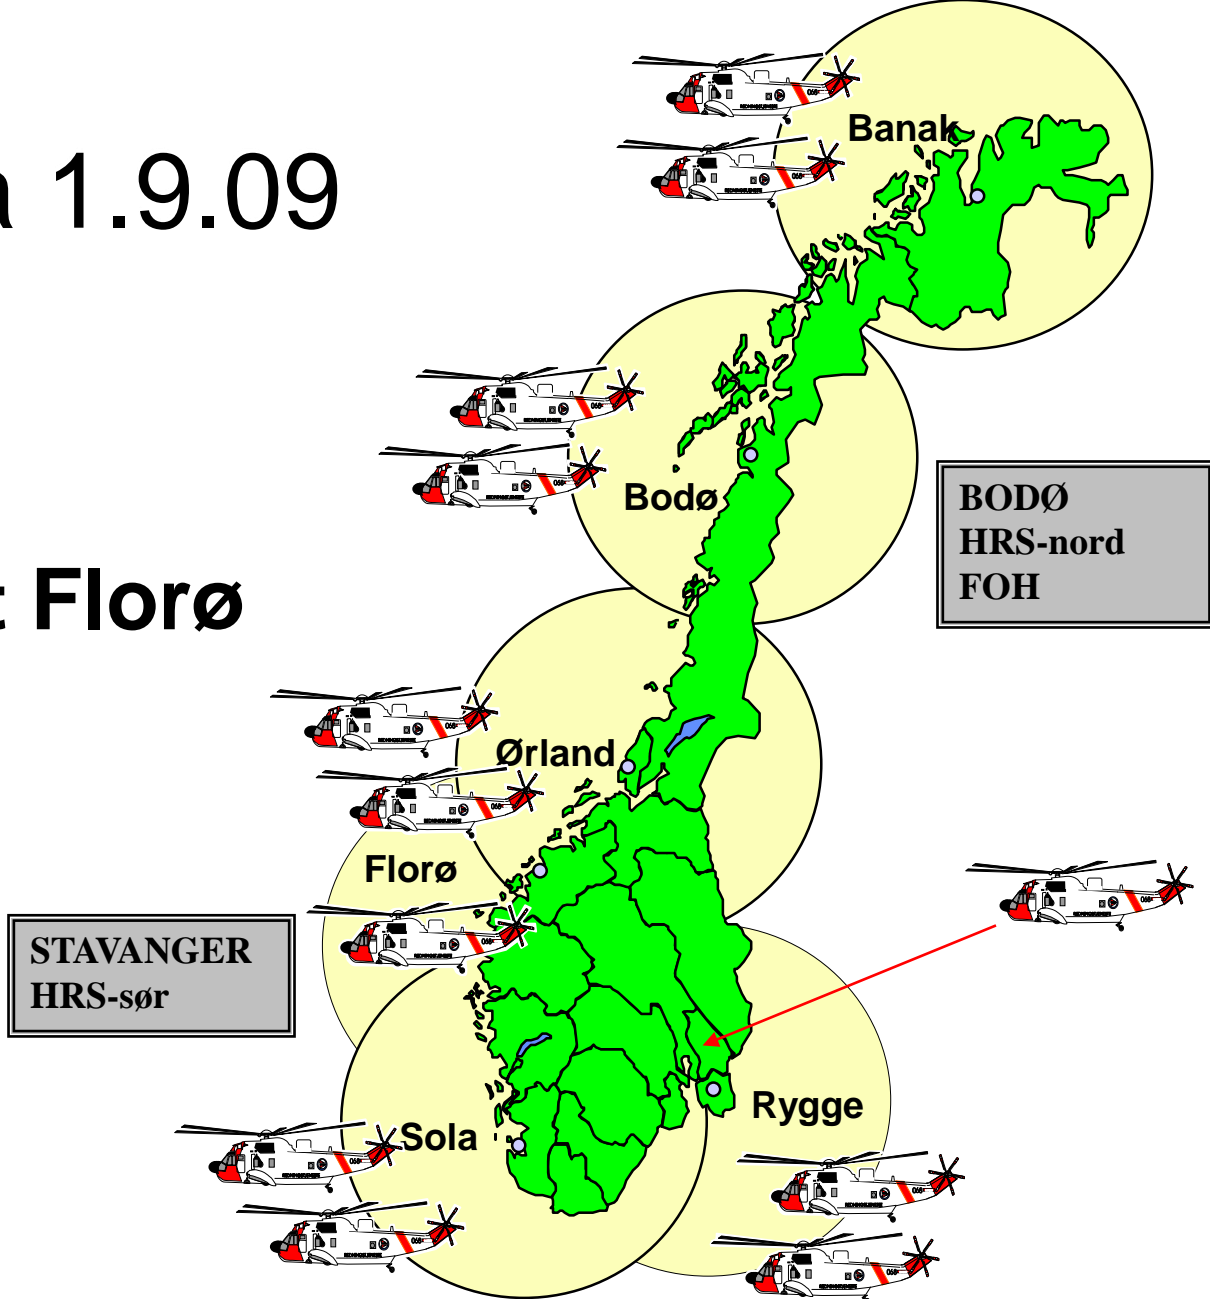 a 1.9.09
t Florø
Banak
Bodø
BODØ
HRS-nord
FOH
Ørland
Florø
STAVANGER
HRS-sør
Sola
Rygge